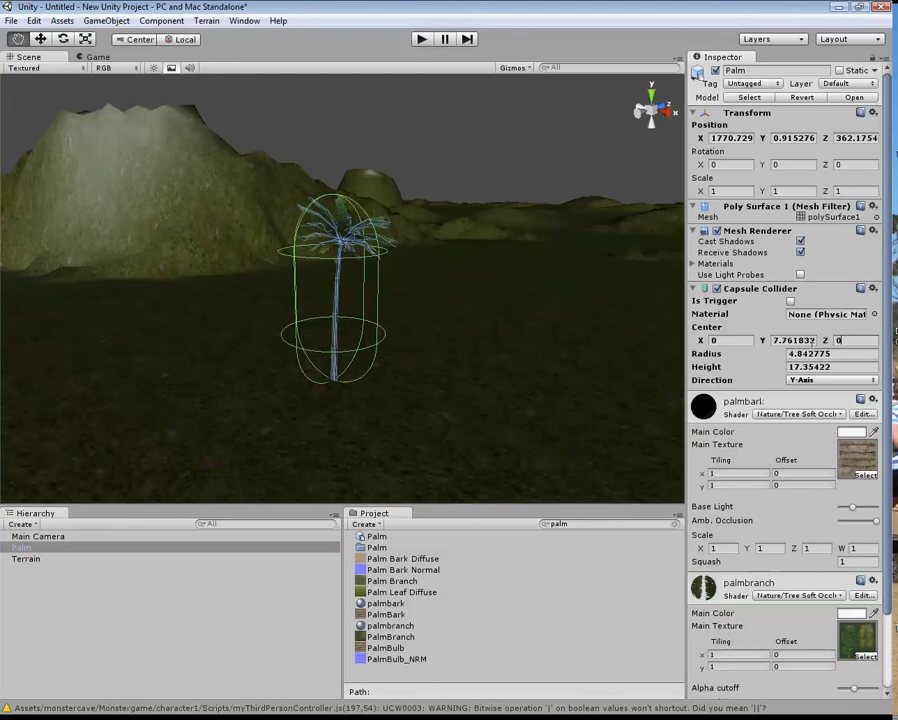 Unity - Untitled - New Unity Project - PC and Mac Standalone*
File Edit Assets GameObject Component Terrain Window Help
Center Local Layers Layout
Scene Game
Textured RGB Gizmos All
y
z
x
Inspector
Palm Static
Tag Untagged Layer Default
Model Select Revert Open
Transform
Position
X 1770.729 Y 0.915276 Z 362.1754
Rotation
X 0 Y 0 Z 0
Scale
X 1 Y 1 Z 1
Poly Surface 1 (Mesh Filter)
Mesh polySurface1
Mesh Renderer
Cast Shadows
Receive Shadows
Materials
Use Light Probes
Capsule Collider
Is Trigger
Material None (Physic Mat
Center
X 0 Y 7.761832 Z 0
Radius 4.842775
Height 17.35422
Direction Y-Axis
palmbark
Shader Nature/Tree Soft Occl Edit...
Main Color
Main Texture
Tiling Offset
x 1 0
y 1 0
Select
Base Light
Amb. Occlusion
Scale
X 1 Y 1 Z 1 W 1
Squash 1
palmbranch
Shader Nature/Tree Soft Occl Edit...
Main Color
Main Texture
Tiling Offset
x 1 0
y 1 0
Select
Alpha cutoff
Hierarchy
Create All
Main Camera
Palm
Terrain
Project
Create palm
Palm
Palm
Palm Bark Diffuse
Palm Bark Normal
Palm Branch
Palm Leaf Diffuse
palmbark
PalmBark
palmbranch
PalmBranch
PalmBulb
PalmBulb_NRM
Path:
Assets/monstercave/Monstergame/character1/Scripts/myThirdPersonController.js(197,54): UCW0003: WARNING: Bitwise operation '|' on boolean values won't shortcut. Did you mean '||'?